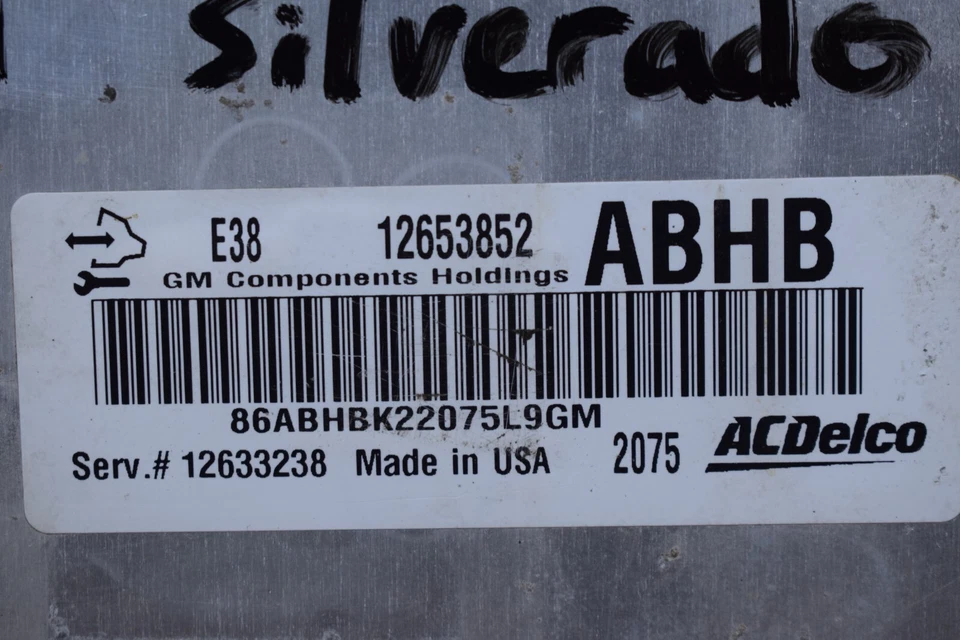 Silverado
E38 12653852 ABHB
GM Components Holdings
86ABHBK22075L9GM
Serv.# 12633238 Made in USA 2075 ACDelco